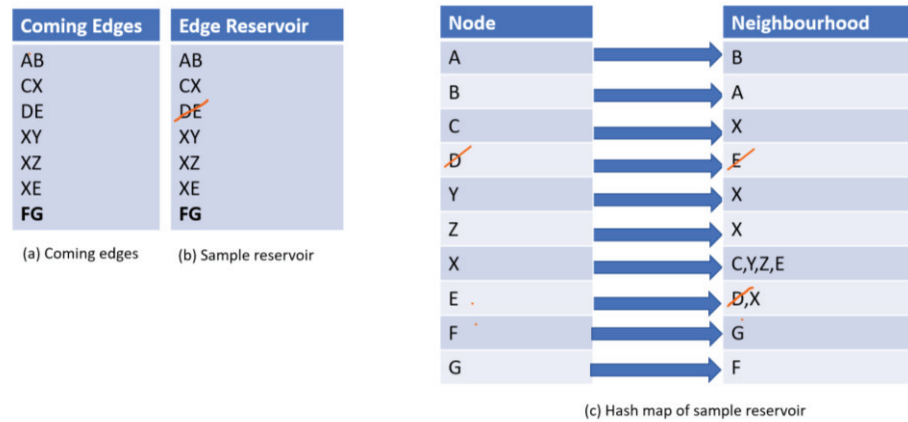 Coming Edges
AB
CX
DE
XY
XZ
XE
FG
(a) Coming edges
Edge Reservoir
AB
CX
DE
XY
XZ
XE
FG
(b) Sample reservoir
Node Neighbourhood
A B
B A
C X
D E
Y X
Z X
X C,Y,Z,E
E D,X
F G
G F
(c) Hash map of sample reservoir